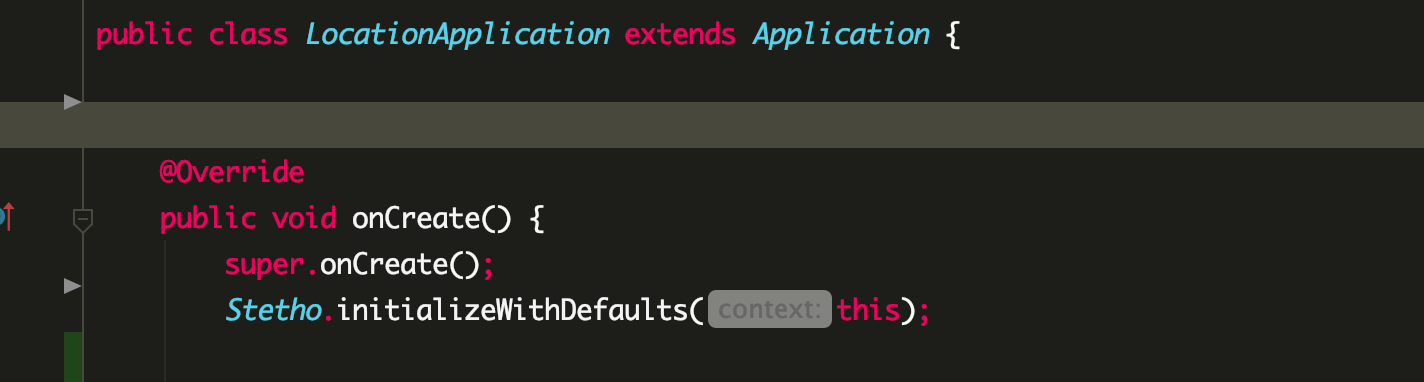 public class LocationApplication extends Application {
@Override
public void onCreate() {
super.onCreate();
Stetho.initializeWithDefaults( context: this);